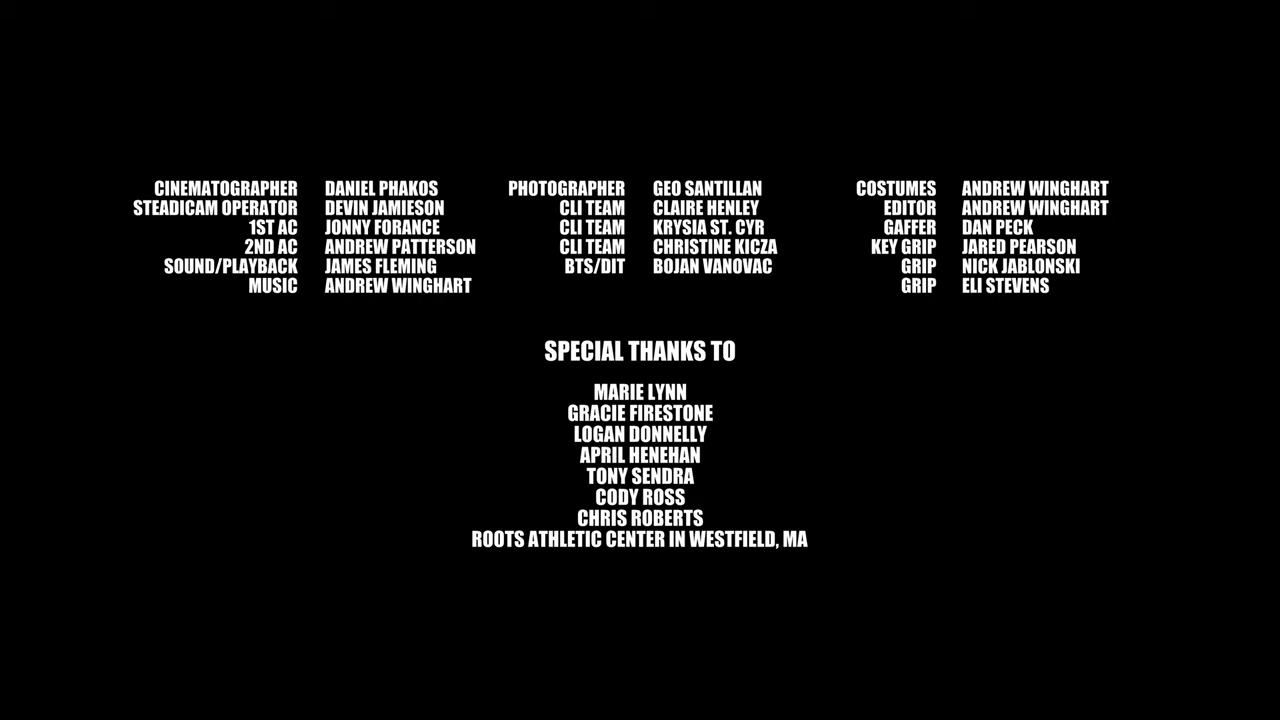 CINEMATOGRAPHER DANIEL PHAKOS
STEADICAM OPERATOR DEVIN JAMIESON
1ST AC JONNY FORANCE
2ND AC ANDREW PATTERSON
SOUND/PLAYBACK JAMES FLEMING
MUSIC ANDREW WINGHART
PHOTOGRAPHER GEO SANTILLAN
CLI TEAM CLAIRE HENLEY
CLI TEAM KRYSIA ST. CYR
CLI TEAM CHRISTINE KICZA
BTS/DIT BOJAN VANOVAC
COSTUMES ANDREW WINGHART
EDITOR ANDREW WINGHART
GAFFER DAN PECK
KEY GRIP JARED PEARSON
GRIP NICK JABLONSKI
GRIP ELI STEVENS
SPECIAL THANKS TO
MARIE LYNN
GRACIE FIRESTONE
LOGAN DONNELLY
APRIL HENEHAN
TONY SENDRA
CODY ROSS
CHRIS ROBERTS
ROOTS ATHLETIC CENTER IN WESTFIELD, MA